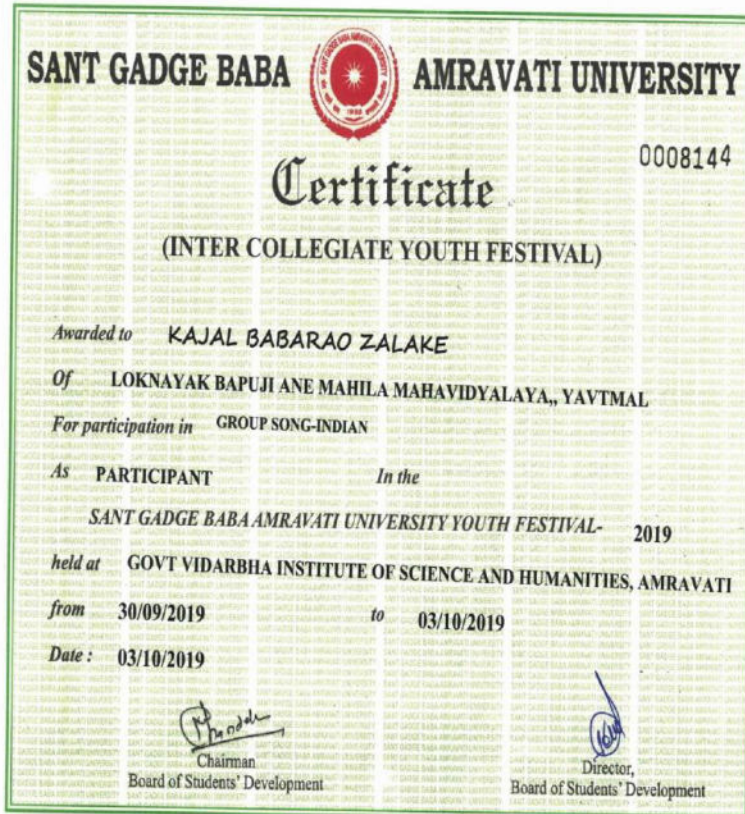 SANT GADGE BABA AMRAVATI UNIVERSITY
0008144
Certificate
(INTER COLLEGIATE YOUTH FESTIVAL)
Awarded to KAJAL BABARAO ZALAKE
Of LOKNAYAK BAPUJI ANE MAHILA MAHAVIDYALAYA,, YAVTMAL
For participation in GROUP SONG-INDIAN
As PARTICIPANT In the
SANT GADGE BABA AMRAVATI UNIVERSITY YOUTH FESTIVAL- 2019
held at GOVT VIDARBHA INSTITUTE OF SCIENCE AND HUMANITIES, AMRAVATI
from 30/09/2019 to 03/10/2019
Date : 03/10/2019
Chairman
Board of Students' Development
Director,
Board of Students' Development